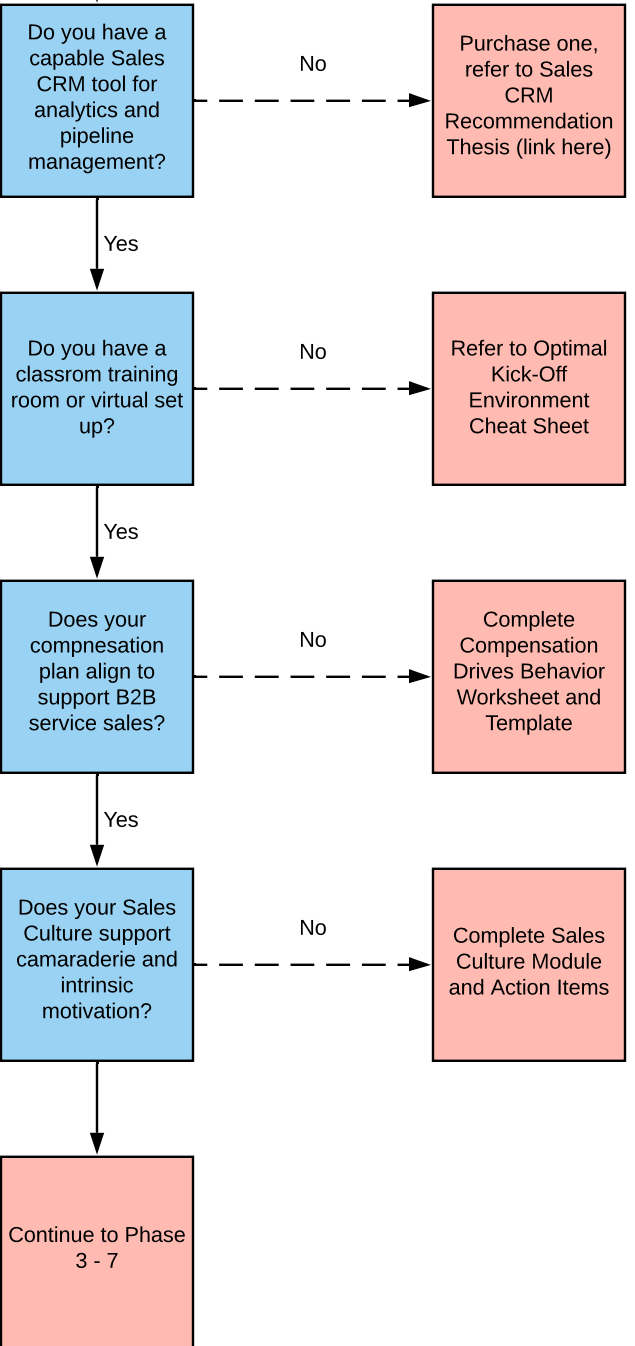 Do you have a
capable Sales
CRM tool for
analytics and
pipeline
management?
No
Purchase one,
refer to Sales
CRM
Recommendation
Thesis (link here)
Yes
Do you have a
classrom training
room or virtual set
up?
No
Refer to Optimal
Kick-Off
Environment
Cheat Sheet
Yes
Does your
compnesation
plan align to
support B2B
service sales?
No
Complete
Compensation
Drives Behavior
Worksheet and
Template
Yes
Does your Sales
Culture support
camaraderie and
intrinsic
motivation?
No
Complete Sales
Culture Module
and Action Items
Continue to Phase
3 - 7